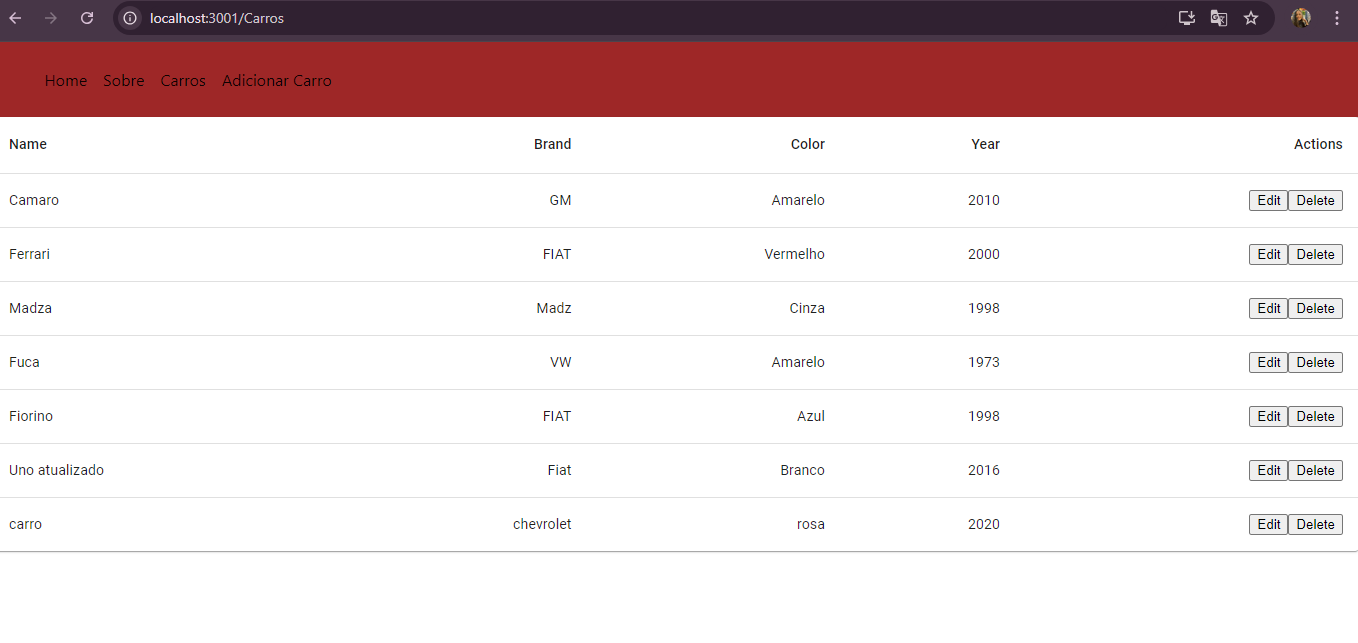 localhost:3001/Carros
Home Sobre Carros Adicionar Carro
Name Brand Color Year Actions
Camaro GM Amarelo 2010 Edit Delete
Ferrari FIAT Vermelho 2000 Edit Delete
Madza Madz Cinza 1998 Edit Delete
Fuca VW Amarelo 1973 Edit Delete
Fiorino FIAT Azul 1998 Edit Delete
Uno atualizado Fiat Branco 2016 Edit Delete
carro chevrolet rosa 2020 Edit Delete